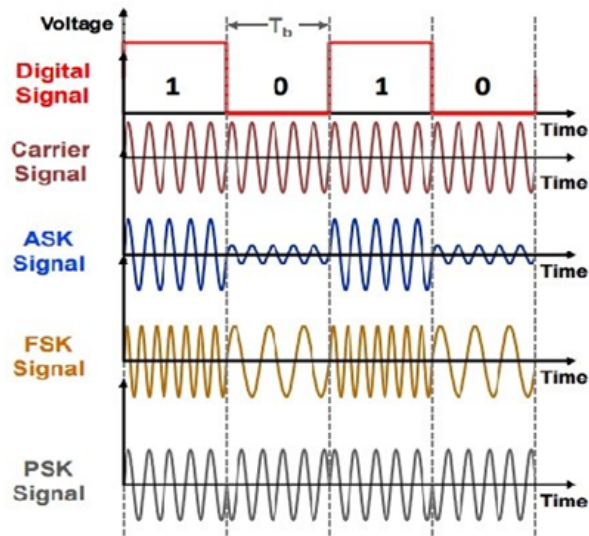 Voltage
T_b
Digital
Signal
1 0 1 0
Time
Carrier
Signal
Time
ASK
Signal
Time
FSK
Signal
Time
PSK
Signal
Time